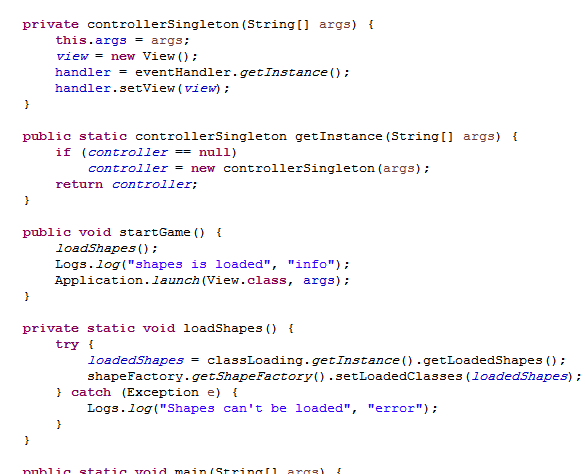 private controllerSingleton(String[] args) {
this.args = args;
view = new View();
handler = eventHandler.getInstance();
handler.setView(view);
}
public static controllerSingleton getInstance(String[] args) {
if (controller == null)
controller = new controllerSingleton(args);
return controller;
}
public void startGame() {
loadShapes();
Logs.log("shapes is loaded", "info");
Application.launch(View.class, args);
}
private static void loadShapes() {
try {
loadedShapes = classLoading.getInstance().getLoadedShapes();
shapeFactory.getShapeFactory().setLoadedClasses(loadedShapes);
} catch (Exception e) {
Logs.log("Shapes can't be loaded", "error");
}
}
public static void main(String[] args) {